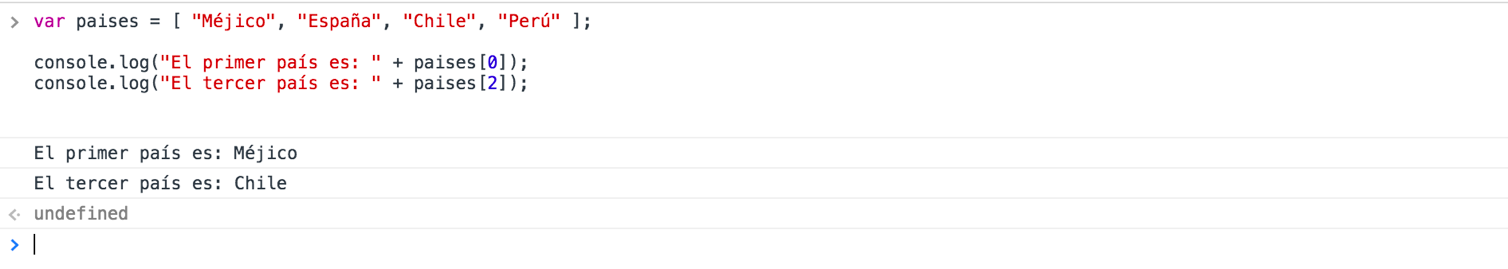 > var paises = [ "Méjico", "España", "Chile", "Perú" ];
console.log("El primer país es: " + paises[0]);
console.log("El tercer país es: " + paises[2]);
El primer país es: Méjico
El tercer país es: Chile
undefined
>